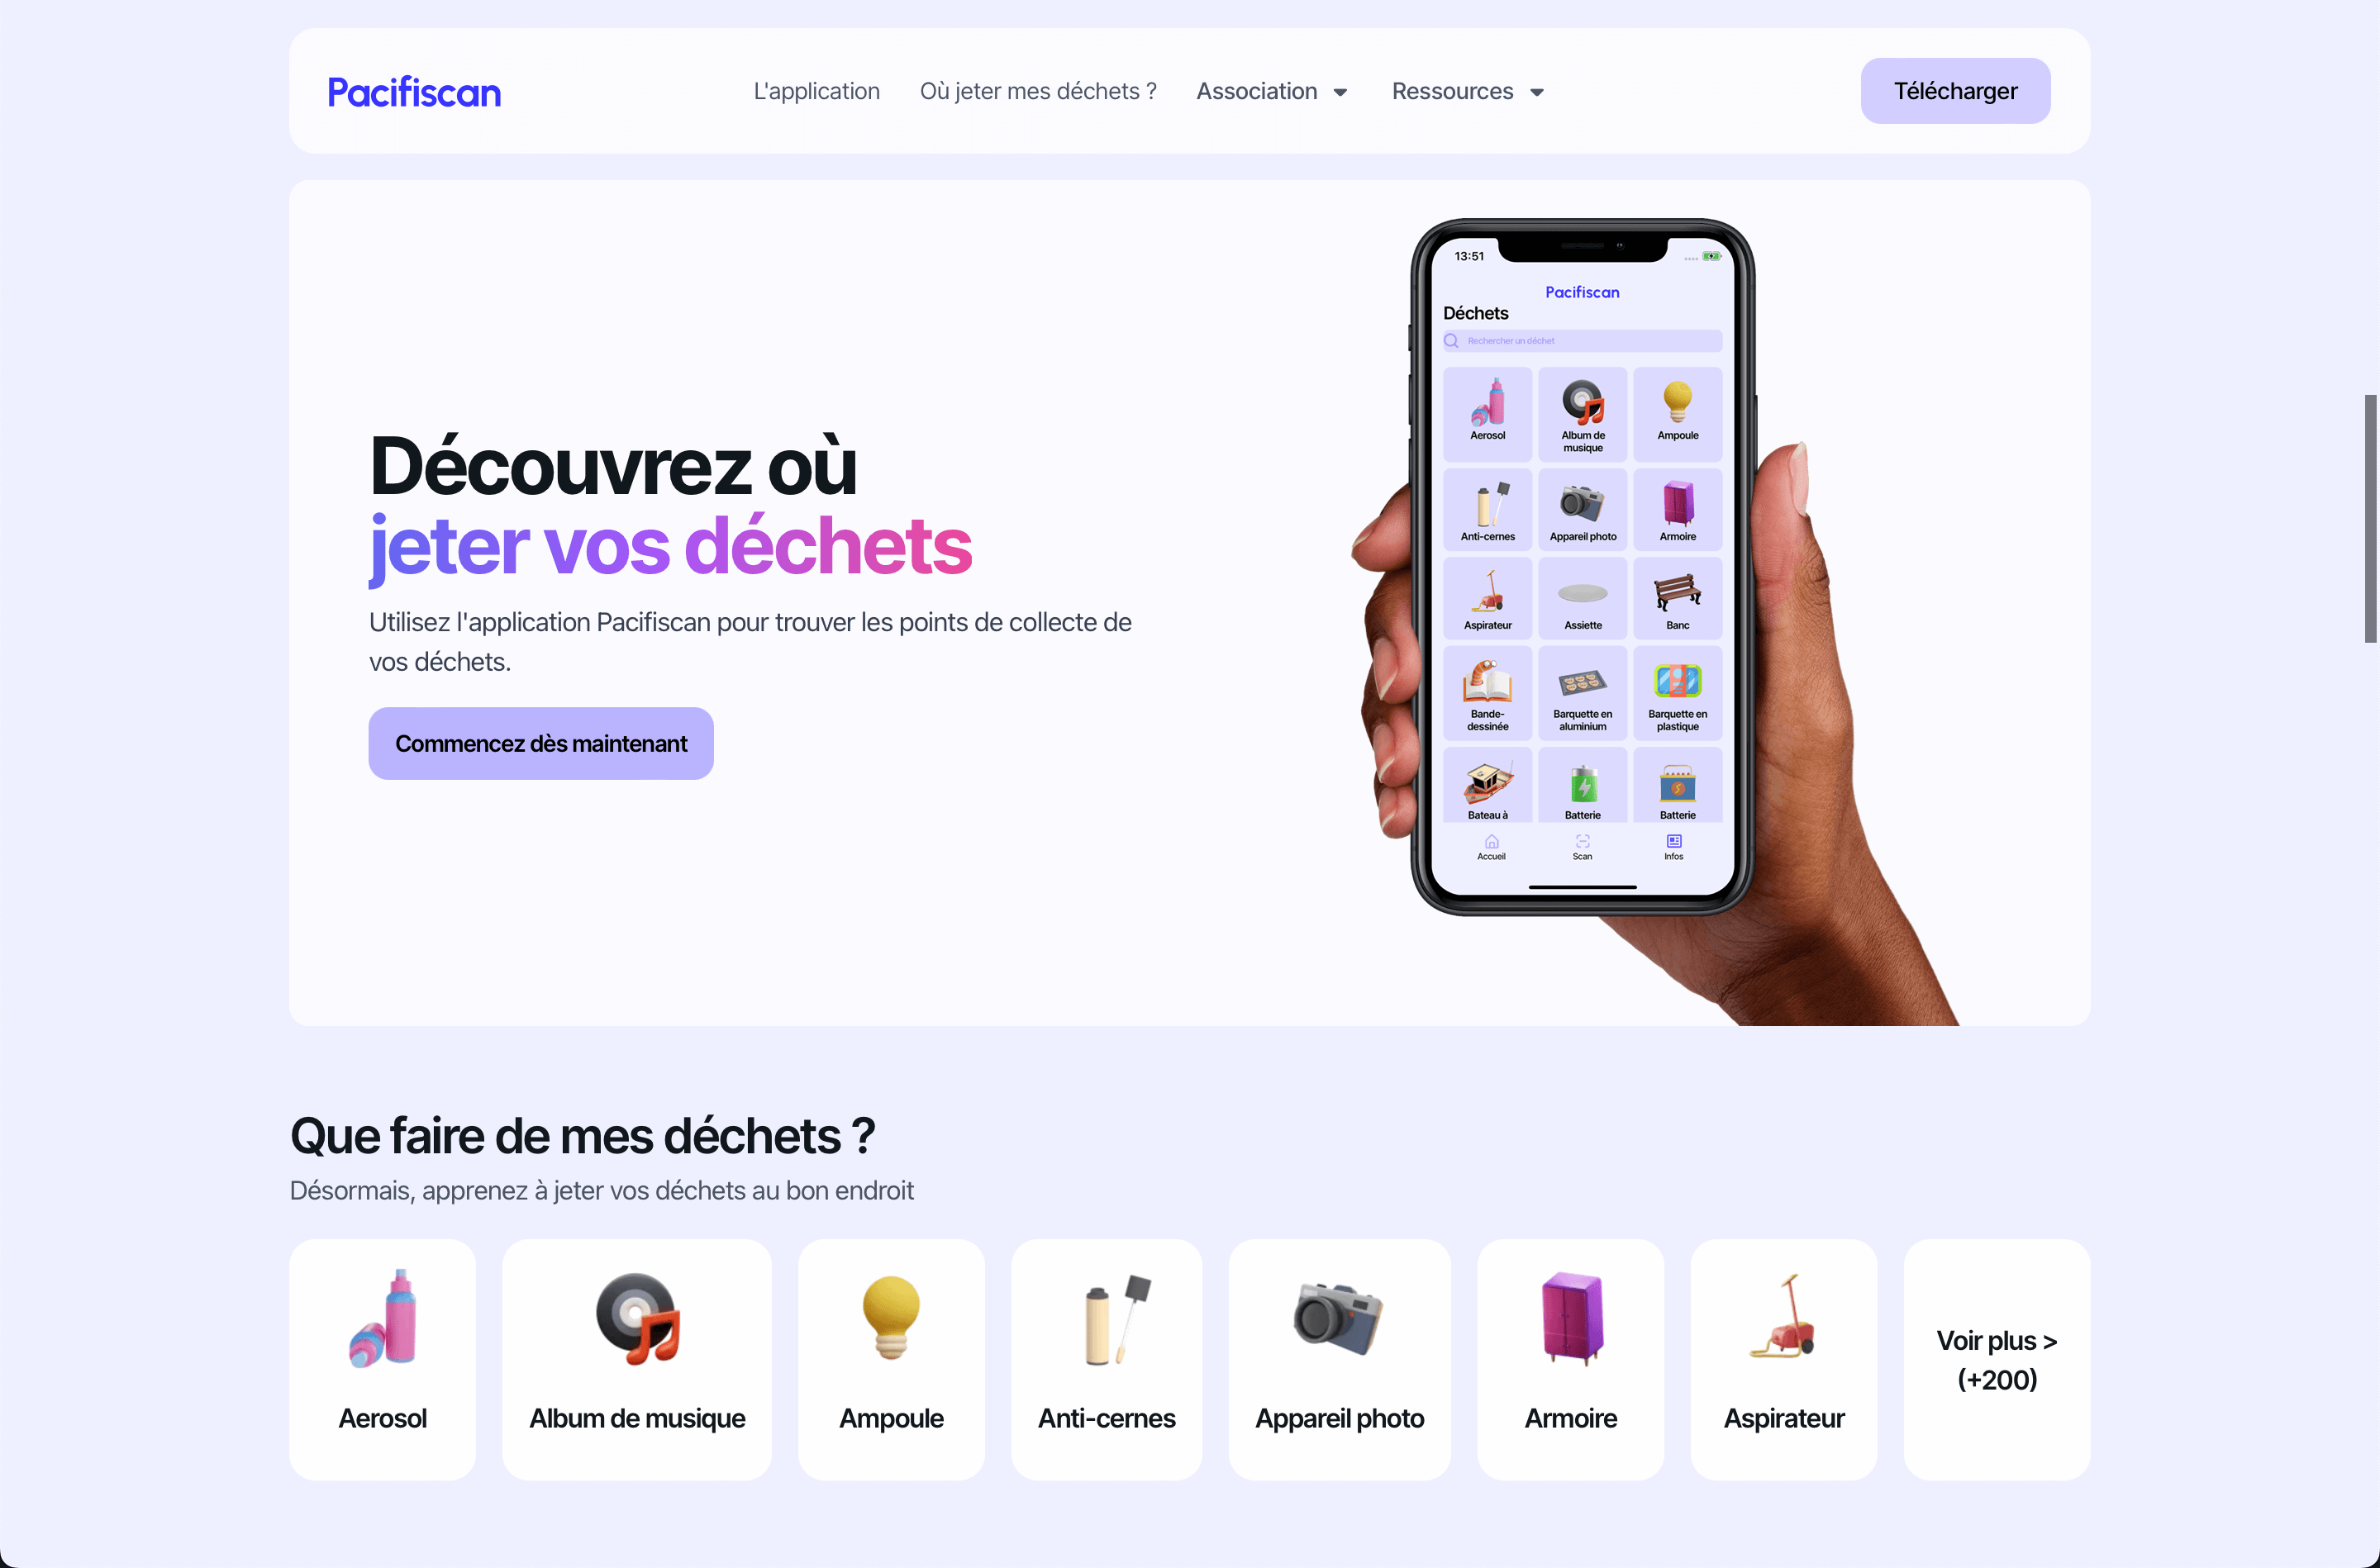 Pacifiscan
L'application
Où jeter mes déchets ?
Association
Ressources
Télécharger
Découvrez où
jeter vos déchets
Utilisez l'application Pacifiscan pour trouver les points de collecte de
vos déchets.
Commencez dès maintenant
13:51
Pacifiscan
Déchets
Rechercher un déchet
Aerosol
Album de
musique
Ampoule
Anti-cernes
Appareil photo
Armoire
Aspirateur
Assiette
Banc
Bande-
dessinée
Barquette en
aluminium
Barquette en
plastique
Bateau à
Batterie
Batterie
Accueil
Scan
Infos
Que faire de mes déchets ?
Désormais, apprenez à jeter vos déchets au bon endroit
Aerosol
Album de musique
Ampoule
Anti-cernes
Appareil photo
Armoire
Aspirateur
Voir plus >
(+200)